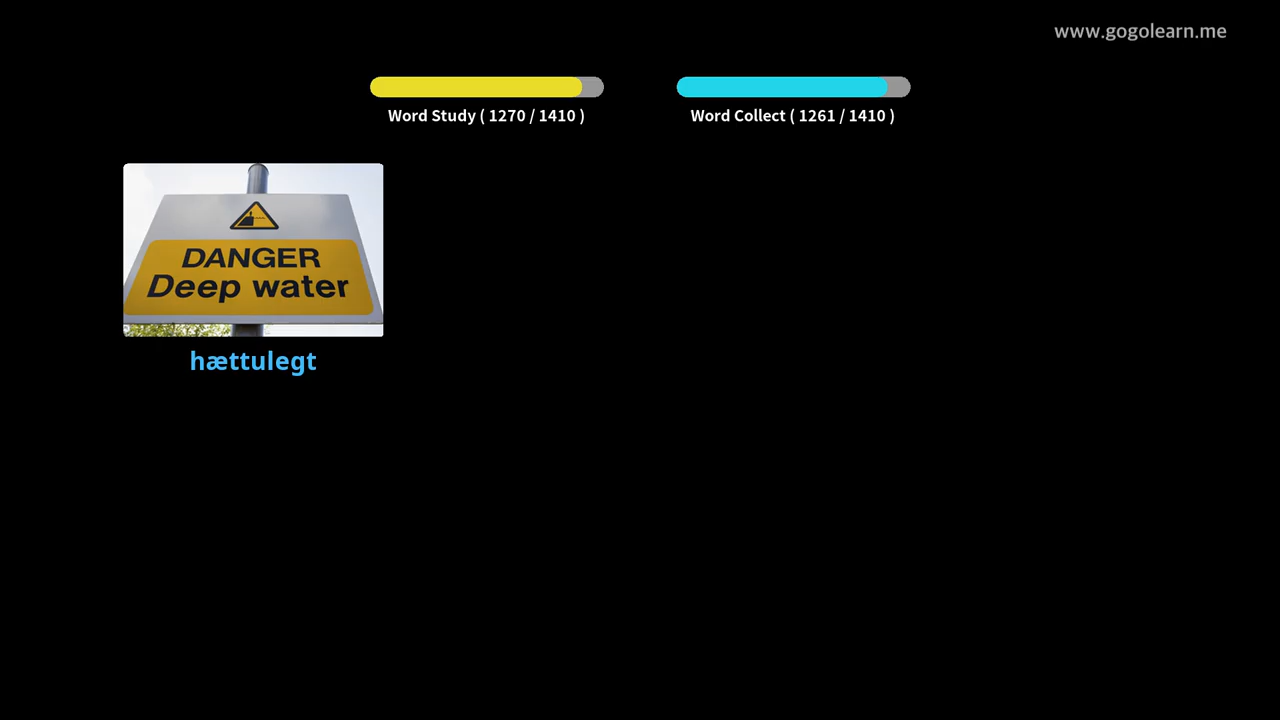 www.gogolearn.me
Word Study ( 1270 / 1410 )
Word Collect ( 1261 / 1410 )
DANGER
Deep water
hættulegt